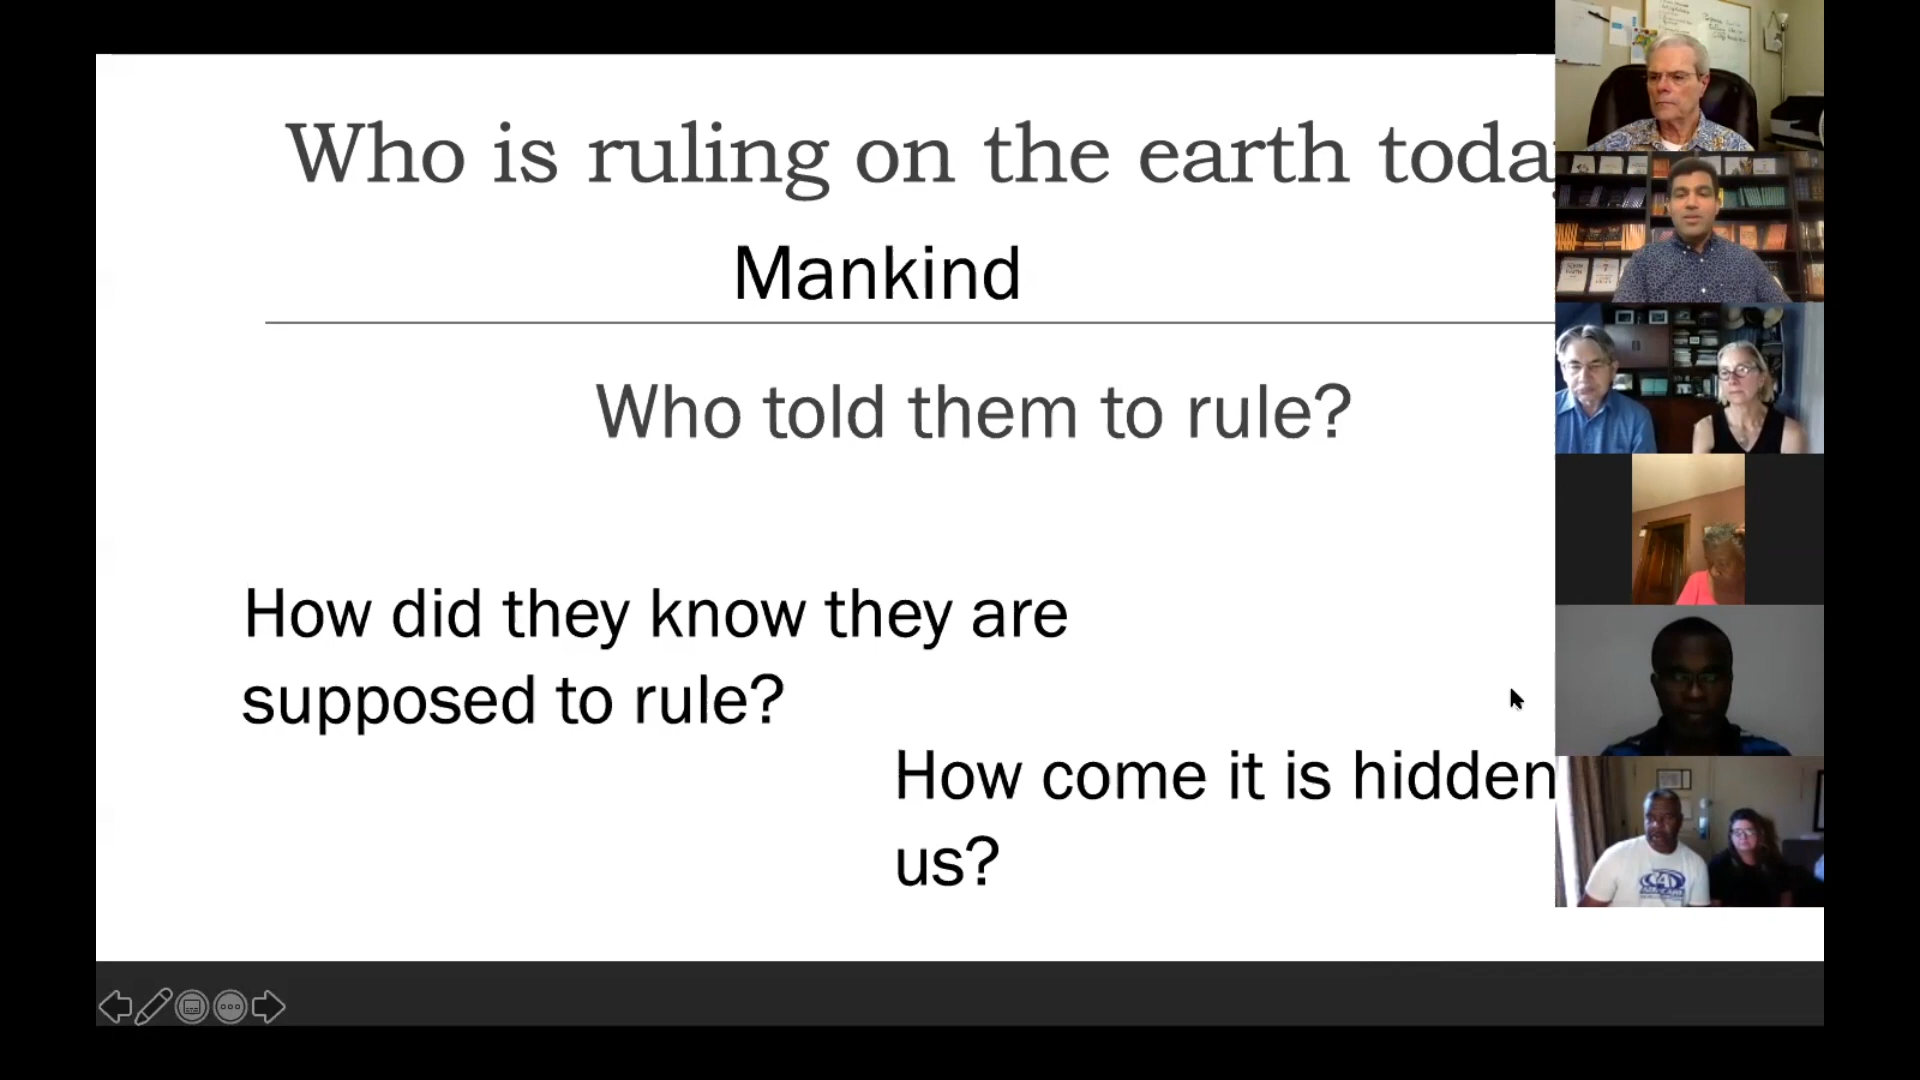 Who is ruling on the earth toda
Mankind
Who told them to rule?
How did they know they are
supposed to rule?
How come it is hidden
us?